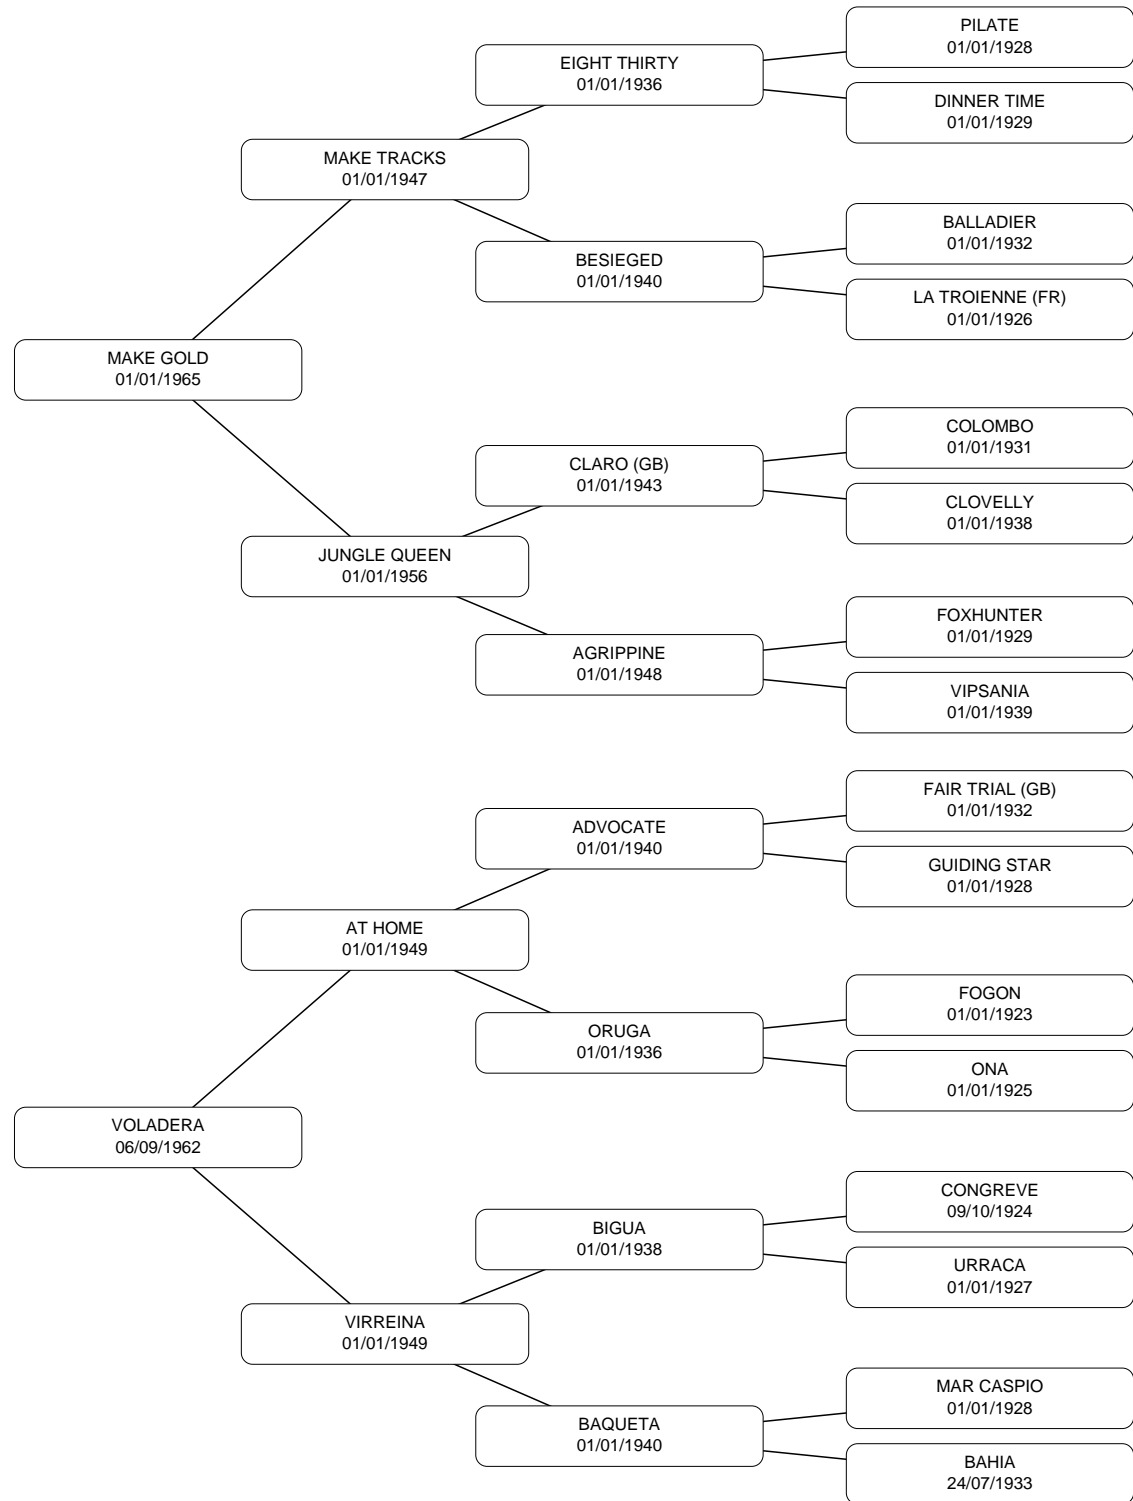 PILATE
01/01/1928
EIGHT THIRTY
01/01/1936
DINNER TIME
01/01/1929
MAKE TRACKS
01/01/1947
BALLADIER
01/01/1932
BESIEGED
01/01/1940
LA TROIENNE (FR)
01/01/1926
MAKE GOLD
01/01/1965
COLOMBO
01/01/1931
CLARO (GB)
01/01/1943
CLOVELLY
01/01/1938
JUNGLE QUEEN
01/01/1956
FOXHUNTER
01/01/1929
AGRIPPINE
01/01/1948
VIPSANIA
01/01/1939
FAIR TRIAL (GB)
01/01/1932
ADVOCATE
01/01/1940
GUIDING STAR
01/01/1928
AT HOME
01/01/1949
FOGON
01/01/1923
ORUGA
01/01/1936
ONA
01/01/1925
VOLADERA
06/09/1962
CONGREVE
09/10/1924
BIGUA
01/01/1938
URRACA
01/01/1927
VIRREINA
01/01/1949
MAR CASPIO
01/01/1928
BAQUETA
01/01/1940
BAHIA
24/07/1933